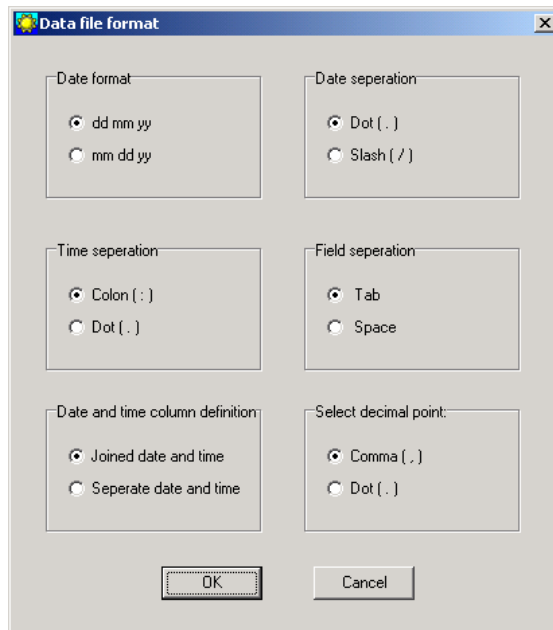 Data file format
Date format
dd mm yy
mm dd yy
Date seperation
Dot ( . )
Slash ( / )
Time seperation
Colon ( : )
Dot ( . )
Field seperation
Tab
Space
Date and time column definition
Joined date and time
Seperate date and time
Select decimal point:
Comma ( , )
Dot ( . )
OK
Cancel